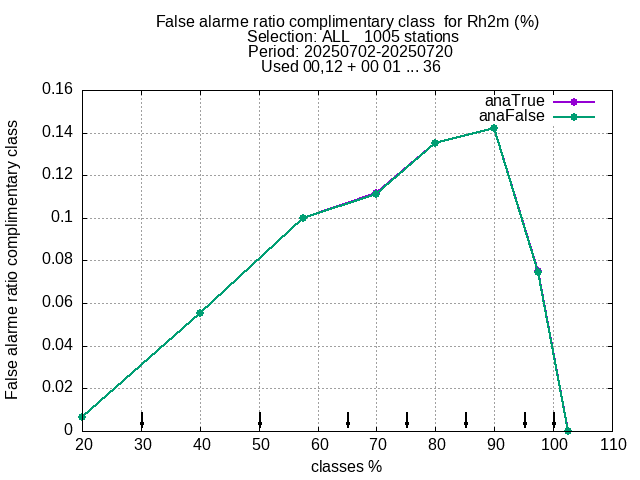 False alarme ratio complimentary class  for Rh2m (%)
Selection: ALL   1005 stations
Period: 20250702-20250720
Used 00,12 + 00 01 ... 36
anaTrue
anaFalse
False alarme ratio complimentary class
0.16
0.14
0.12
0.1
0.08
0.06
0.04
0.02
0
20 30 40 50 60 70 80 90 100 110
classes %